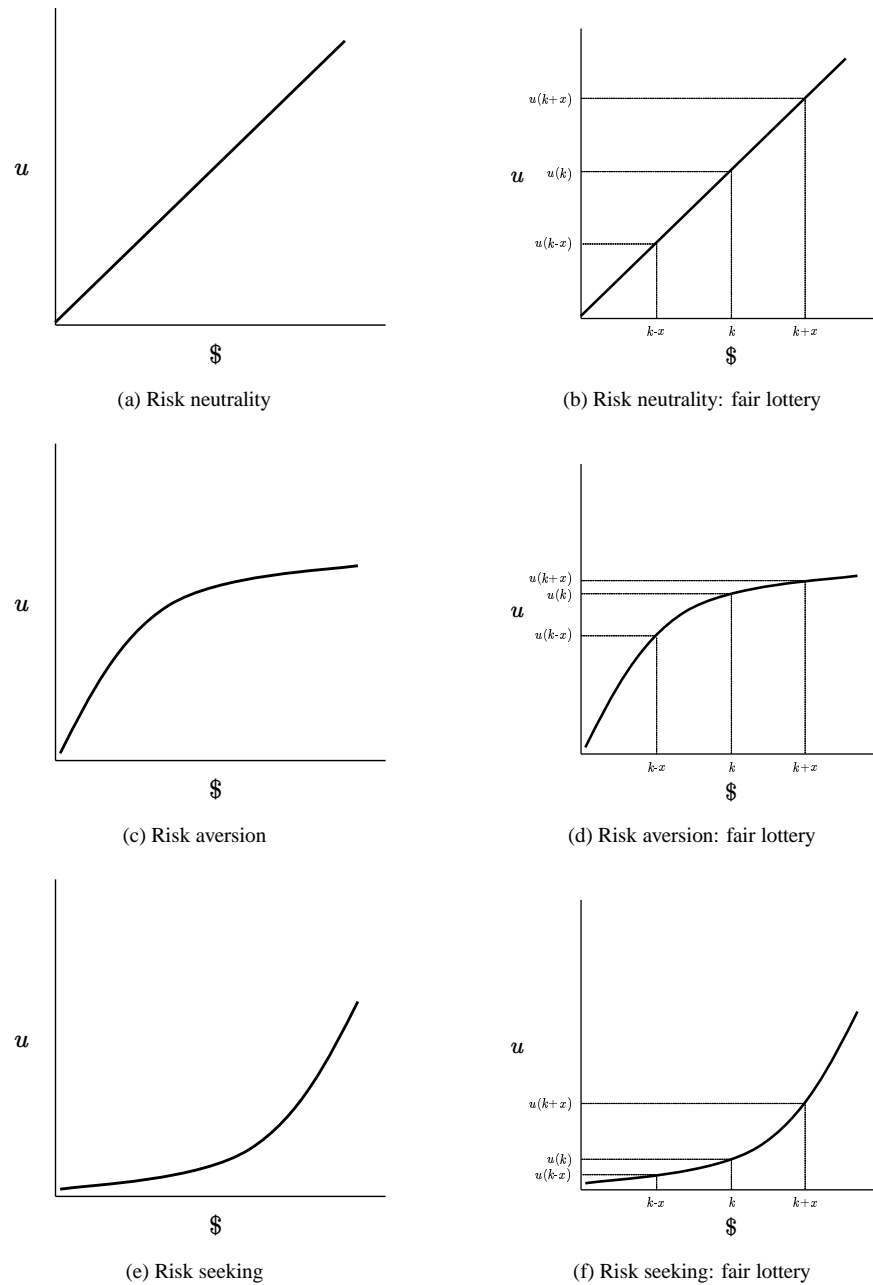 u
$
(a) Risk neutrality
u(k+x)
u
u(k)
u(k-x)
k-x k k+x
$
(b) Risk neutrality: fair lottery
u
$
(c) Risk aversion
u(k+x)
u(k)
u
u(k-x)
k-x k k+x
$
(d) Risk aversion: fair lottery
u
$
(e) Risk seeking
u
u(k+x)
u(k)
u(k-x)
k-x k k+x
$
(f) Risk seeking: fair lottery